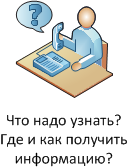 ?
Что надо узнать?
Где и как получить
информацию?